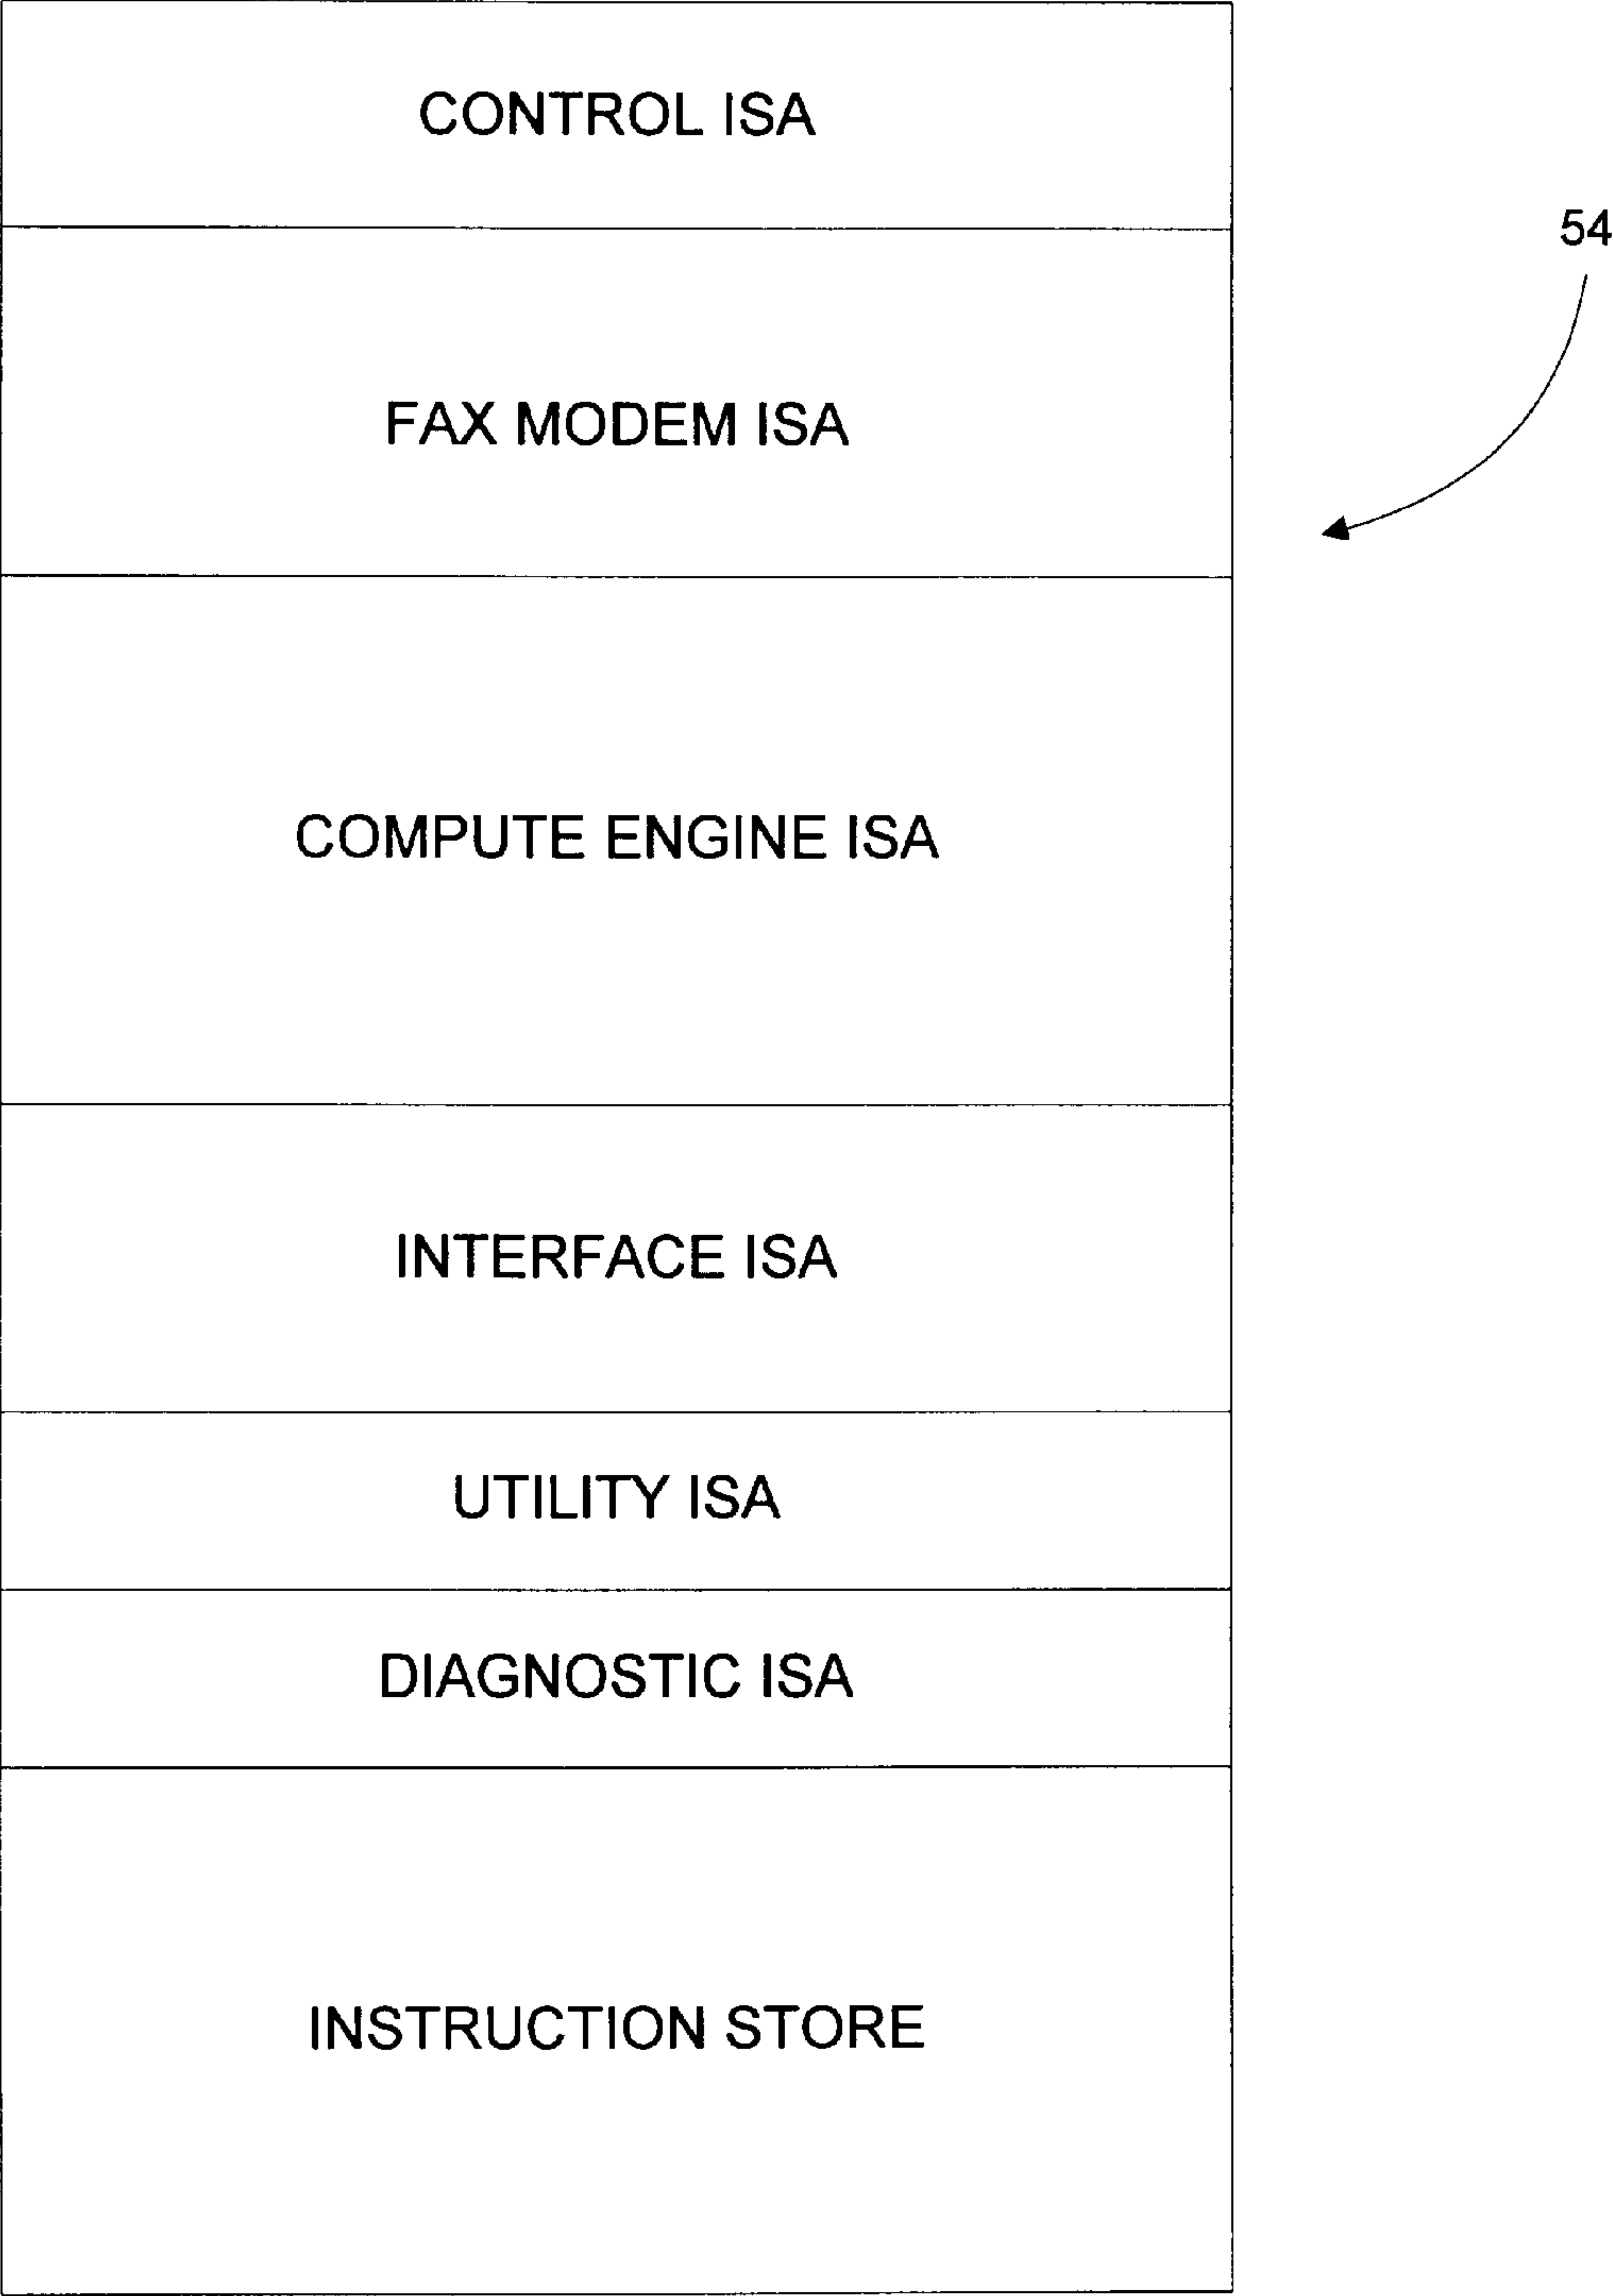 CONTROL ISA
54
FAX MODEM ISA
COMPUTE ENGINE ISA
INTERFACE ISA
UTILITY ISA
DIAGNOSTIC ISA
INSTRUCTION STORE